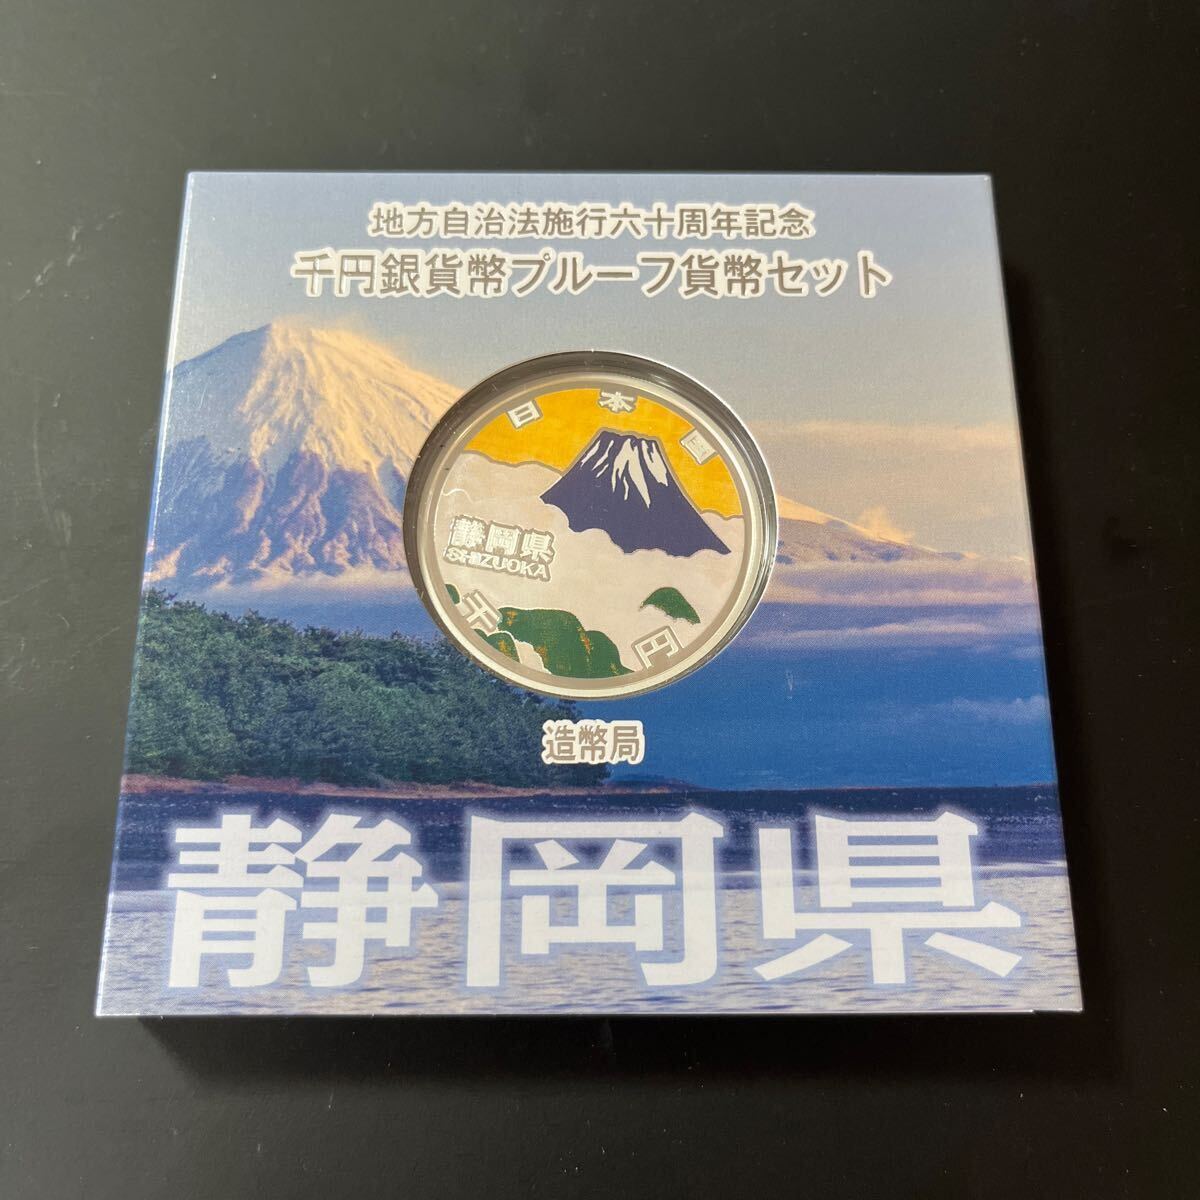 地方自治法施行六十周年記念
千円銀貨幣プルーフ貨幣セット
日本国
静岡県
SHIZUOKA
千円
造幣局
静岡県